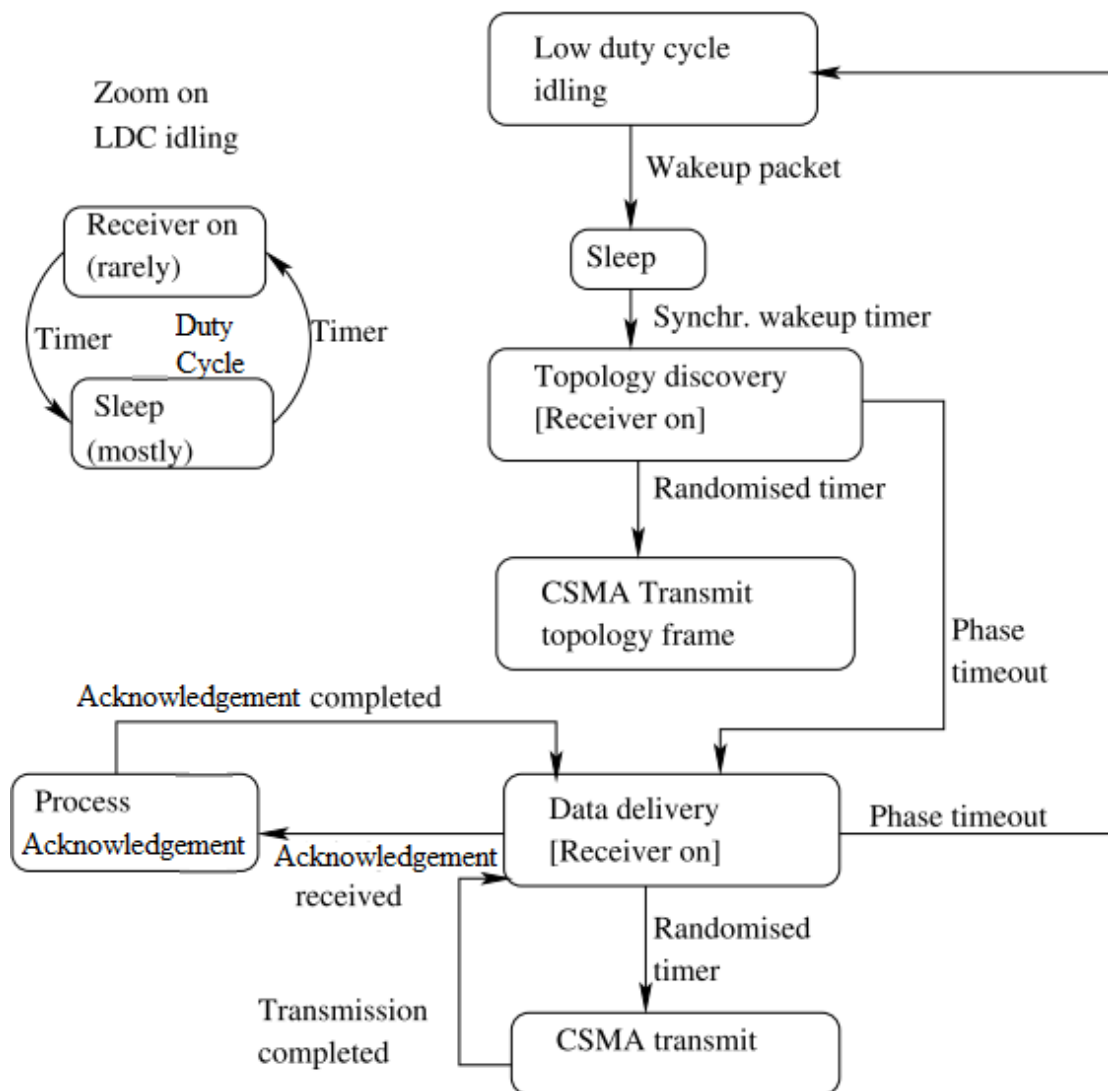 Low duty cycle
idling
Zoom on
LDC idling
Wakeup packet
Receiver on
(rarely)
Sleep
Timer
Duty
Cycle
Timer
Synchr. wakeup timer
Sleep
(mostly)
Topology discovery
[Receiver on]
Randomised timer
CSMA Transmit
topology frame
Phase
timeout
Acknowledgement completed
Process
Acknowledgement
Data delivery
[Receiver on]
Phase timeout
Acknowledgement
received
Randomised
timer
Transmission
completed
CSMA transmit